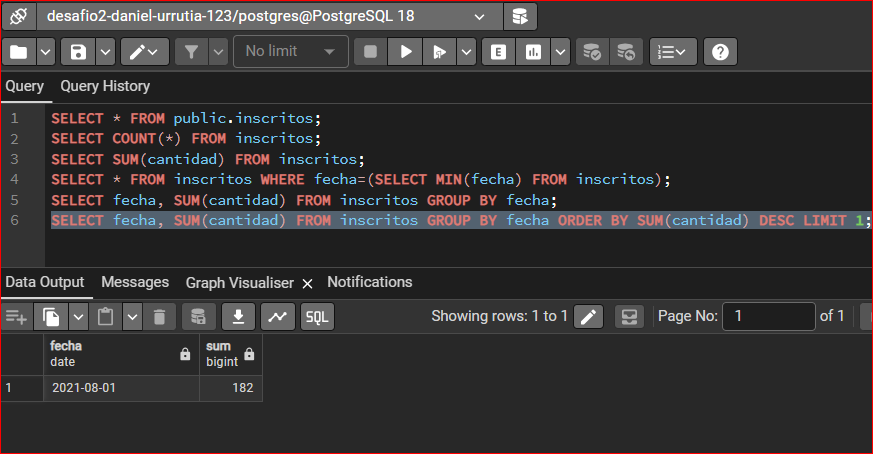 desafio2-daniel-urrutia-123/postgres@PostgreSQL 18
No limit
E
Query Query History
1 SELECT * FROM public.inscritos;
2 SELECT COUNT(*) FROM inscritos;
3 SELECT SUM(cantidad) FROM inscritos;
4 SELECT * FROM inscritos WHERE fecha=(SELECT MIN(fecha) FROM inscritos);
5 SELECT fecha, SUM(cantidad) FROM inscritos GROUP BY fecha;
6 SELECT fecha, SUM(cantidad) FROM inscritos GROUP BY fecha ORDER BY SUM(cantidad) DESC LIMIT 1;
Data Output Messages Graph Visualiser Notifications
SQL Showing rows: 1 to 1 Page No: 1 of 1
fecha sum
date bigint
1 2021-08-01 182